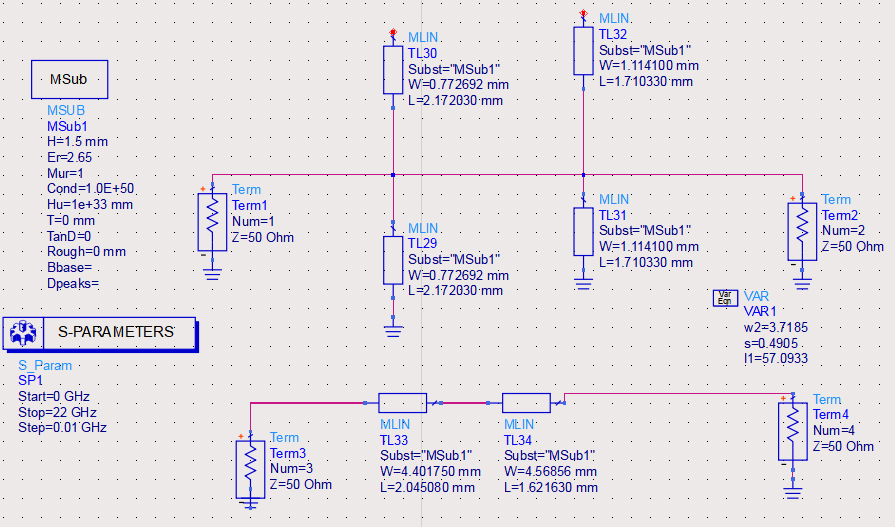 MSub
MSUB
MSub1
H=1.5 mm
Er=2.65
Mur=1
Cond=1.0E+50
Hu=1e+33 mm
T=0 mm
TanD=0
Rough=0 mm
Bbase=
Dpeaks=
MLIN
TL30
Subst="MSub1"
W=0.772692 mm
L=2.172030 mm
MLIN
TL32
Subst="MSub1"
W=1.114100 mm
L=1.710330 mm
+
Term
Term1
Num=1
Z=50 Ohm
-
MLIN
TL29
Subst="MSub1"
W=0.772692 mm
L=2.172030 mm
MLIN
TL31
Subst="MSub1"
W=1.114100 mm
L=1.710330 mm
+
Term
Term2
Num=2
Z=50 Ohm
-
Var
Eqn
VAR
VAR1
w2=3.7185
s=0.4905
l1=57.0933
S-PARAMETERS
S_Param
SP1
Start=0 GHz
Stop=22 GHz
Step=0.01 GHz
+
Term
Term3
Num=3
Z=50 Ohm
-
MLIN
TL33
Subst="MSub1"
W=4.401750 mm
L=2.045080 mm
MLIN
TL34
Subst="MSub1"
W=4.56856 mm
L=1.621630 mm
+
Term
Term4
Num=4
Z=50 Ohm
-